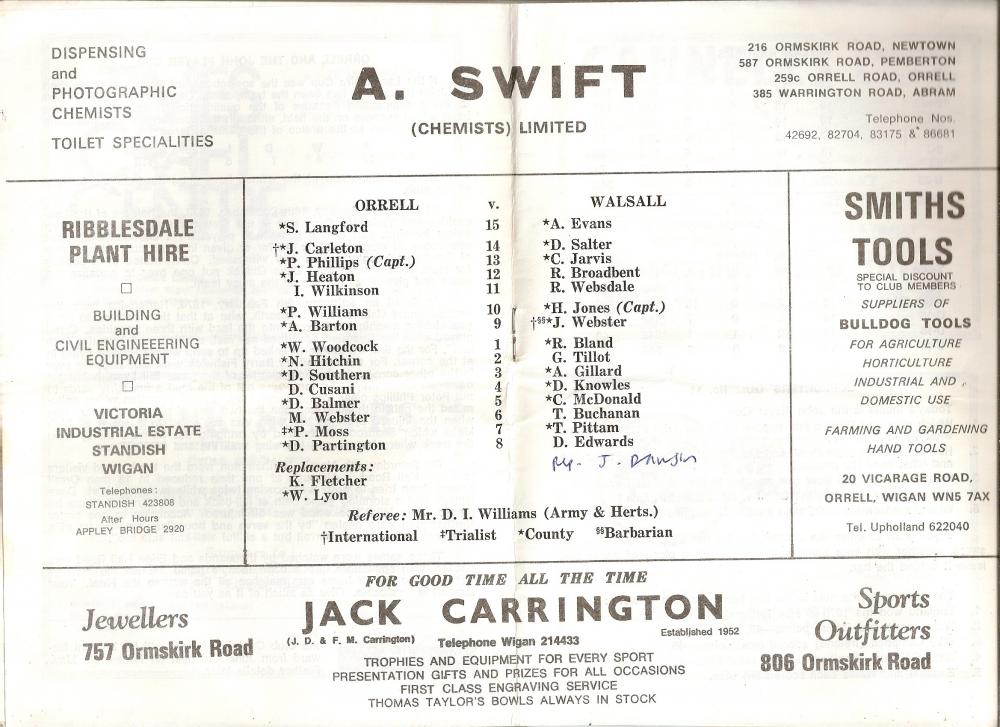 DISPENSING
and
PHOTOGRAPHIC
CHEMISTS
TOILET SPECIALITIES
A. SWIFT
(CHEMISTS) LIMITED
216 ORMSKIRK ROAD, NEWTOWN
587 ORMSKIRK ROAD, PEMBERTON
259c ORRELL ROAD, ORRELL
385 WARRINGTON ROAD, ABRAM
Telephone Nos.
42692, 82704, 83175 & 86681
RIBBLESDALE
PLANT HIRE
BUILDING
and
CIVIL ENGINEEERING
EQUIPMENT
VICTORIA
INDUSTRIAL ESTATE
STANDISH
WIGAN
Telephones:
STANDISH 423808
After Hours
APPLEY BRIDGE 2920
ORRELL v. WALSALL
*S. Langford 15 *A. Evans
†*J. Carleton 14 *D. Salter
*P. Phillips (Capt.) 13 *C. Jarvis
*J. Heaton 12 R. Broadbent
I. Wilkinson 11 R. Websdale
*P. Williams 10 *H. Jones (Capt.)
*A. Barton 9 †§§*J. Webster
*W. Woodcock 1 *R. Bland
*N. Hitchin 2 G. Tillot
*D. Southern 3 *A. Gillard
D. Cusani 4 *D. Knowles
*D. Balmer 5 *C. McDonald
M. Webster 6 T. Buchanan
‡*P. Moss 7 *T. Pittam
*D. Partington 8 D. Edwards
Replacements:
K. Fletcher
*W. Lyon
Rep. J. Dawson
Referee: Mr. D. I. Williams (Army & Herts.)
†International ‡Trialist *County §§Barbarian
SMITHS
TOOLS
SPECIAL DISCOUNT
TO CLUB MEMBERS
SUPPLIERS OF
BULLDOG TOOLS
FOR AGRICULTURE
HORTICULTURE
INDUSTRIAL AND
DOMESTIC USE
FARMING AND GARDENING
HAND TOOLS
20 VICARAGE ROAD,
ORRELL, WIGAN WN5 7AX
Tel. Upholland 622040
FOR GOOD TIME ALL THE TIME
JACK CARRINGTON
(J. D. & F. M. Carrington) Telephone Wigan 214433 Established 1952
Jewellers
757 Ormskirk Road
TROPHIES AND EQUIPMENT FOR EVERY SPORT
PRESENTATION GIFTS AND PRIZES FOR ALL OCCASIONS
FIRST CLASS ENGRAVING SERVICE
THOMAS TAYLOR'S BOWLS ALWAYS IN STOCK
Sports
Outfitters
806 Ormskirk Road